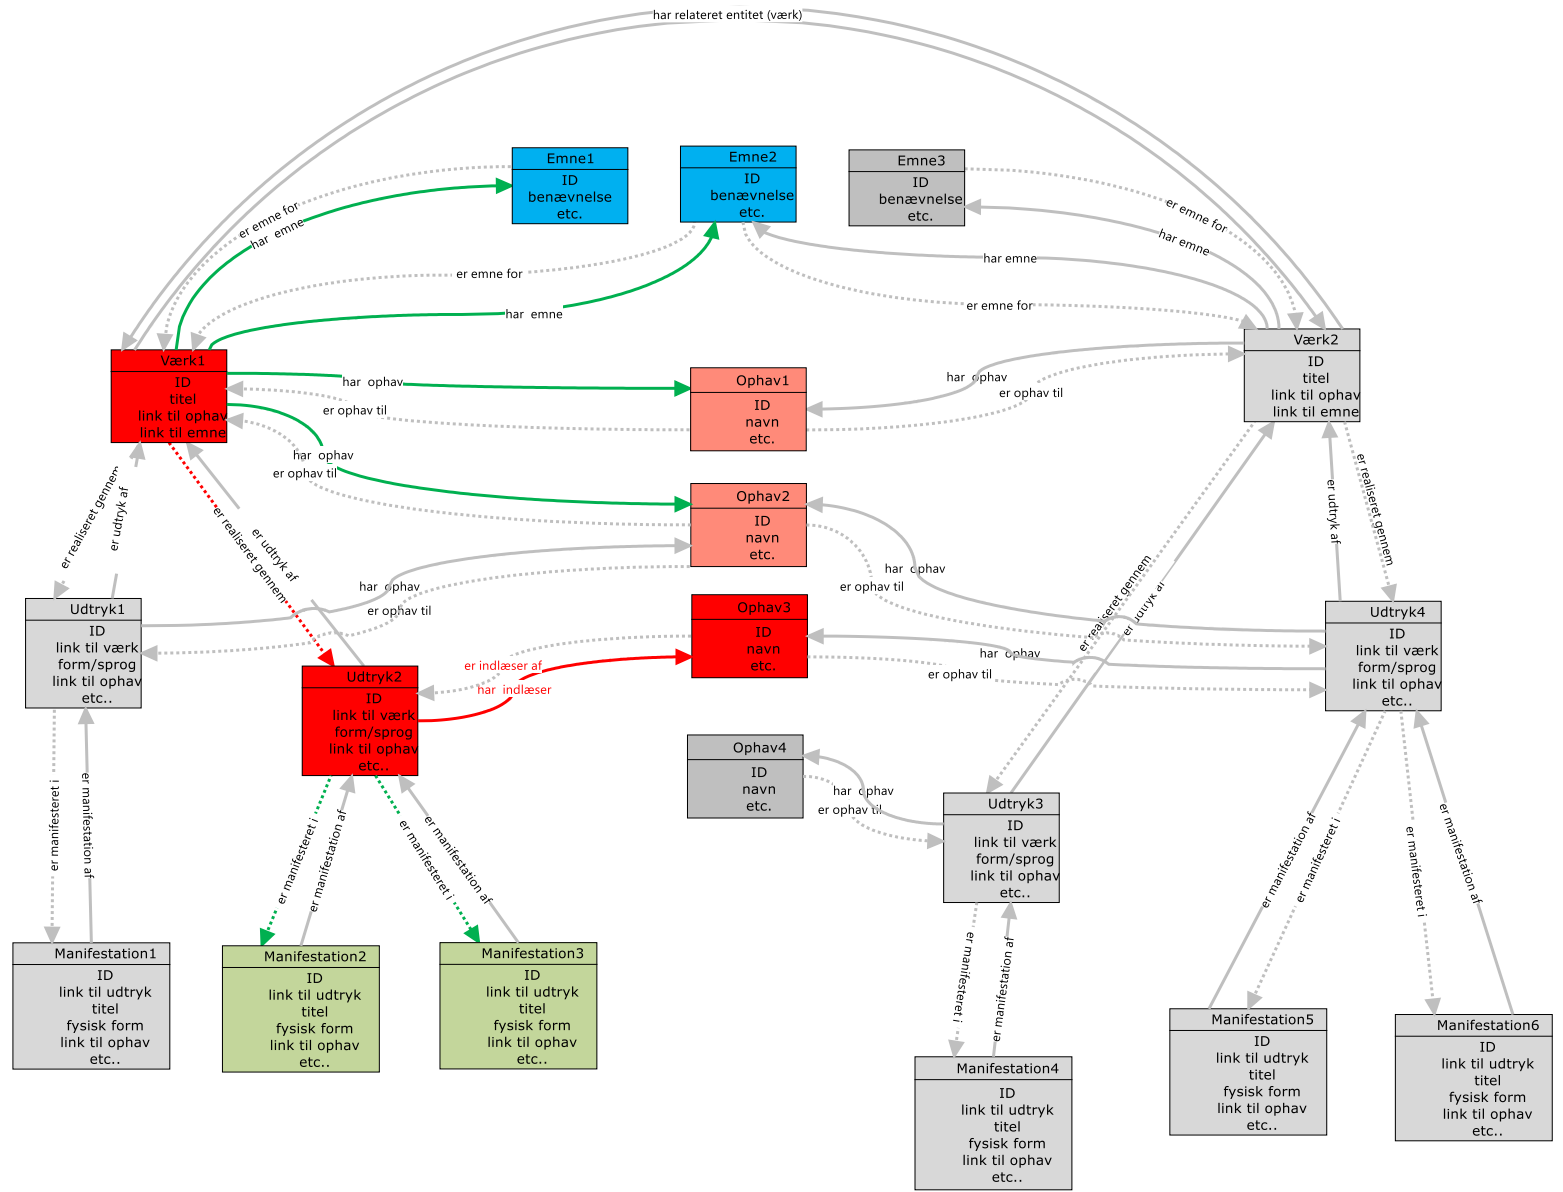 har relateret entitet (værk)
Emne1
ID
benævnelse
etc.
Emne2
ID
benævnelse
etc.
Emne3
ID
benævnelse
etc.
er emne for
har emne
er emne for
har emne
er emne for
har emne
har emne
er emne for
Værk1
ID
titel
link til ophav
link til emne
Værk2
ID
titel
link til ophav
link til emne
har ophav
er ophav til
har ophav
er ophav til
Ophav1
ID
navn
etc.
har ophav
er ophav til
Ophav2
ID
navn
etc.
er realiseret gennem
er udtryk af
er realiseret gennem
er udtryk af
er realiseret gennem
er udtryk af
er udtryk af
er realiseret gennem
har ophav
er ophav til
har ophav
er ophav til
Udtryk1
ID
link til værk
form/sprog
link til ophav
etc..
Ophav3
ID
navn
etc.
Udtryk4
ID
link til værk
form/sprog
link til ophav
etc..
er indlæser af
har indlæser
har ophav
er ophav til
Udtryk2
ID
link til værk
form/sprog
link til ophav
etc..
Ophav4
ID
navn
etc.
har ophav
er ophav til
Udtryk3
ID
link til værk
form/sprog
link til ophav
etc..
er manifesteret i
er manifestation af
er manifesteret i
er manifestation af
er manifesteret i
er manifestation af
er manifesteret i
er manifestation af
er manifestation af
er manifesteret i
er manifesteret i
er manifestation af
Manifestation1
ID
link til udtryk
titel
fysisk form
link til ophav
etc..
Manifestation2
ID
link til udtryk
titel
fysisk form
link til ophav
etc..
Manifestation3
ID
link til udtryk
titel
fysisk form
link til ophav
etc..
Manifestation4
ID
link til udtryk
titel
fysisk form
link til ophav
etc..
Manifestation5
ID
link til udtryk
titel
fysisk form
link til ophav
etc..
Manifestation6
ID
link til udtryk
titel
fysisk form
link til ophav
etc..